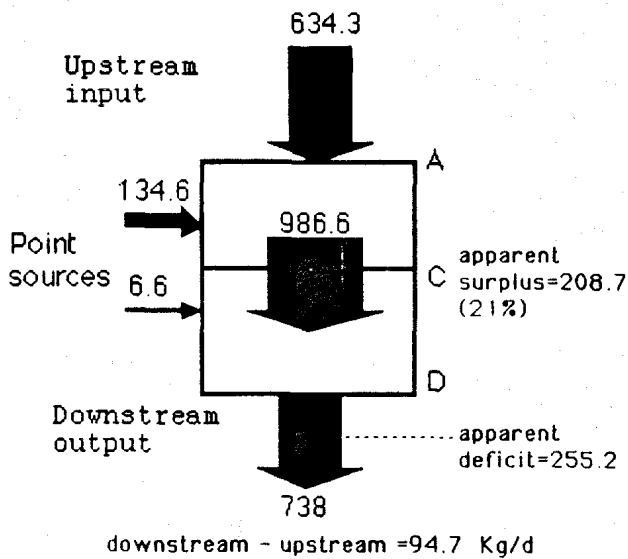 634.3
Upstream
input
A
134.6
986.6
Point
sources
6.6
C
apparent
surplus=208.7
(21%)
D
Downstream
output
apparent
deficit=255.2
738
downstream - upstream =94.7 Kg/d